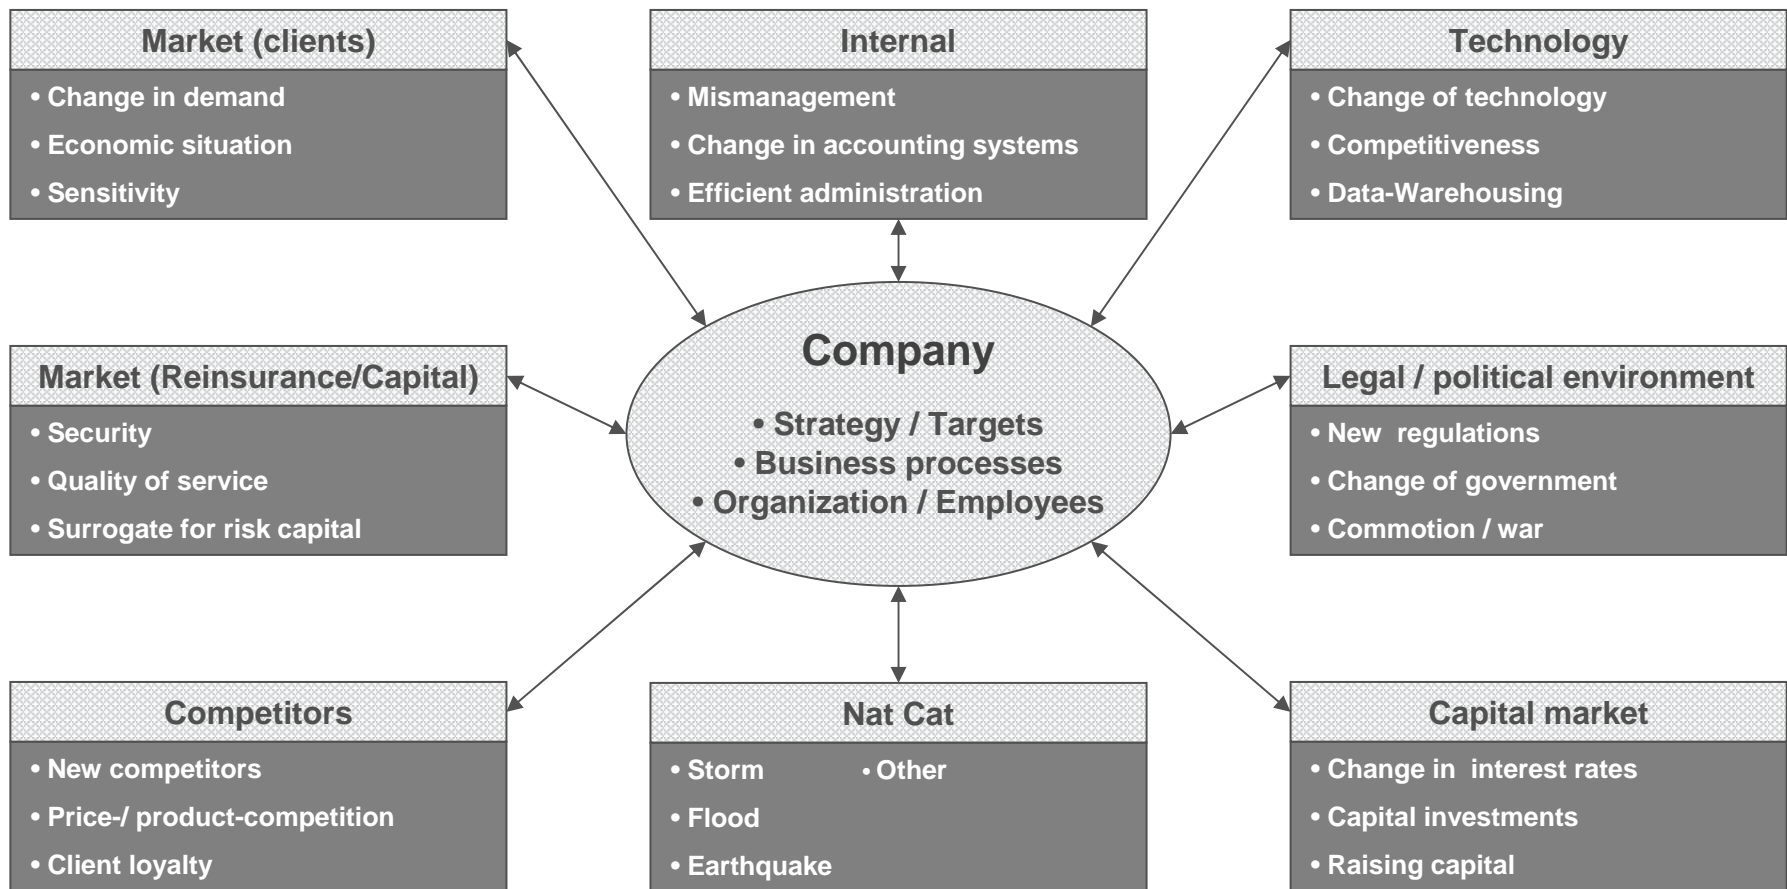 Market (clients)
• Change in demand
• Economic situation
• Sensitivity
Internal
• Mismanagement
• Change in accounting systems
• Efficient administration
Technology
• Change of technology
• Competitiveness
• Data-Warehousing
Market (Reinsurance/Capital)
• Security
• Quality of service
• Surrogate for risk capital
Company
• Strategy / Targets
• Business processes
• Organization / Employees
Legal / political environment
• New  regulations
• Change of government
• Commotion / war
Competitors
• New competitors
• Price-/ product-competition
• Client loyalty
Nat Cat
• Storm • Other
• Flood
• Earthquake
Capital market
• Change in  interest rates
• Capital investments
• Raising capital